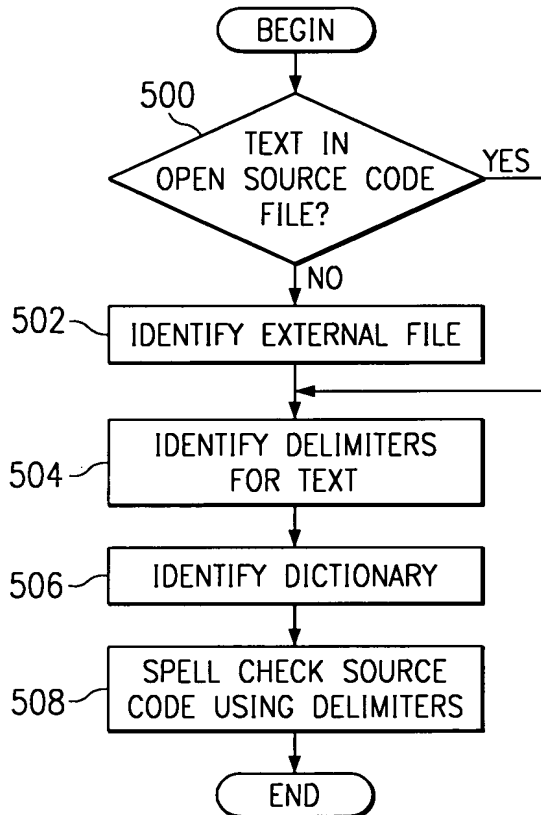 BEGIN
500
TEXT IN
OPEN SOURCE CODE
FILE?
YES
NO
502
IDENTIFY EXTERNAL FILE
504
IDENTIFY DELIMITERS
FOR TEXT
506
IDENTIFY DICTIONARY
508
SPELL CHECK SOURCE
CODE USING DELIMITERS
END